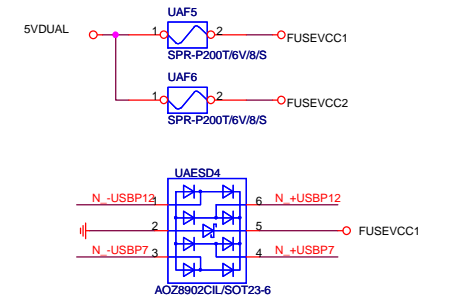 UAF5
5VDUAL
1
2
FUSEVCC1
SPR-P200T/6V/8/S
UAF6
1
2
FUSEVCC2
SPR-P200T/6V/8/S
UAESD4
N_-USBP12
1
6
N_+USBP12
2
5
FUSEVCC1
N_-USBP7
3
4
N_+USBP7
AOZ8902CIL/SOT23-6